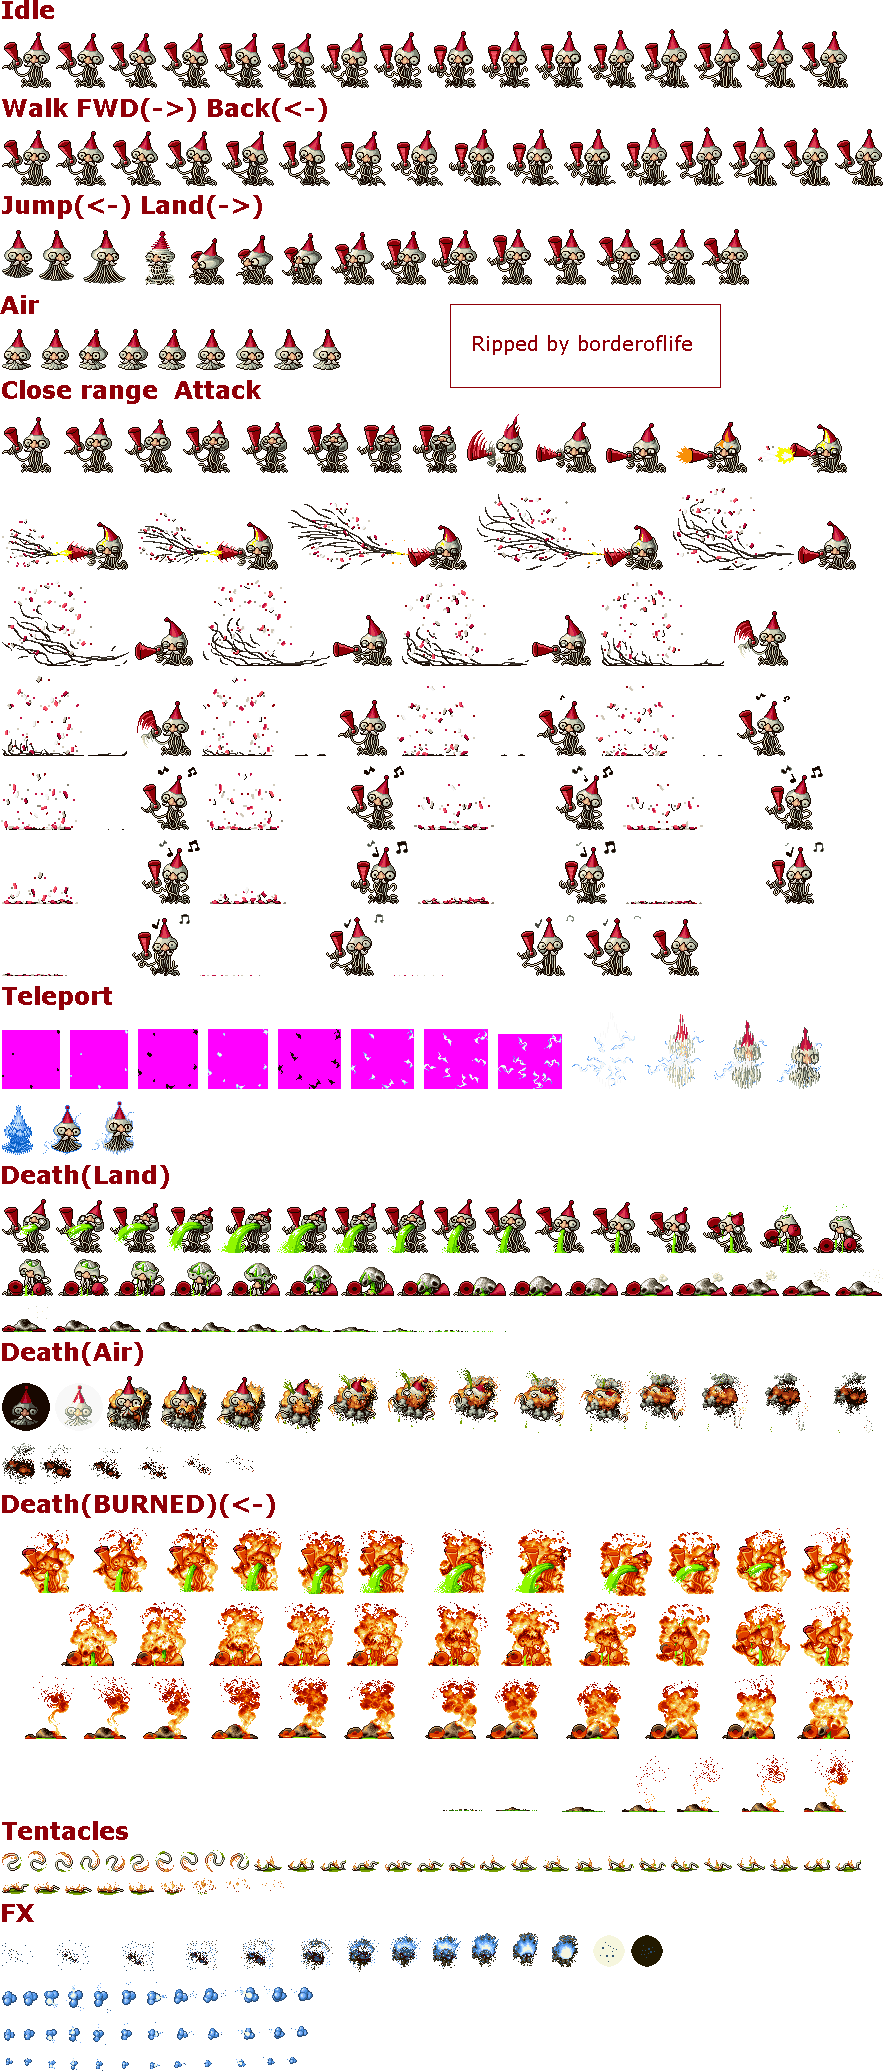 Idle
Walk FWD(->) Back(<-)
Jump(<-) Land(->)
Air
Ripped by borderoflife
Close range  Attack
Teleport
Death(Land)
Death(Air)
Death(BURNED)(<-)
Tentacles
FX